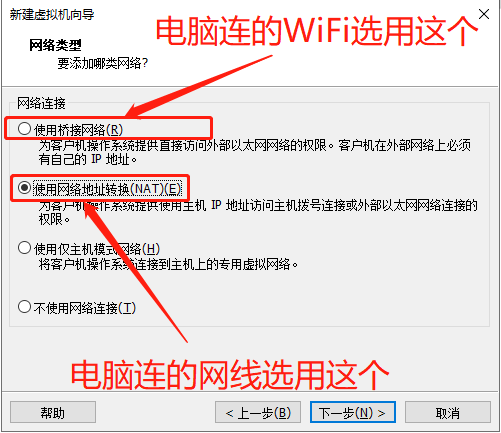 新建虚拟机向导
电脑连的WiFi选用这个
网络类型
要添加哪类网络?
网络连接
使用桥接网络(R)
为客户机操作系统提供直接访问外部以太网网络的权限。客户机在外部网络上必须
有自己的 IP 地址。
使用网络地址转换(NAT)(E)
为客户机操作系统提供使用主机 IP 地址访问主机拨号连接或外部以太网网络连接的
权限。
使用仅主机模式网络(H)
将客户机操作系统连接到主机上的专用虚拟网络。
不使用网络连接(T)
电脑连的网线选用这个
帮助
< 上一步(B)
下一步(N) >
取消